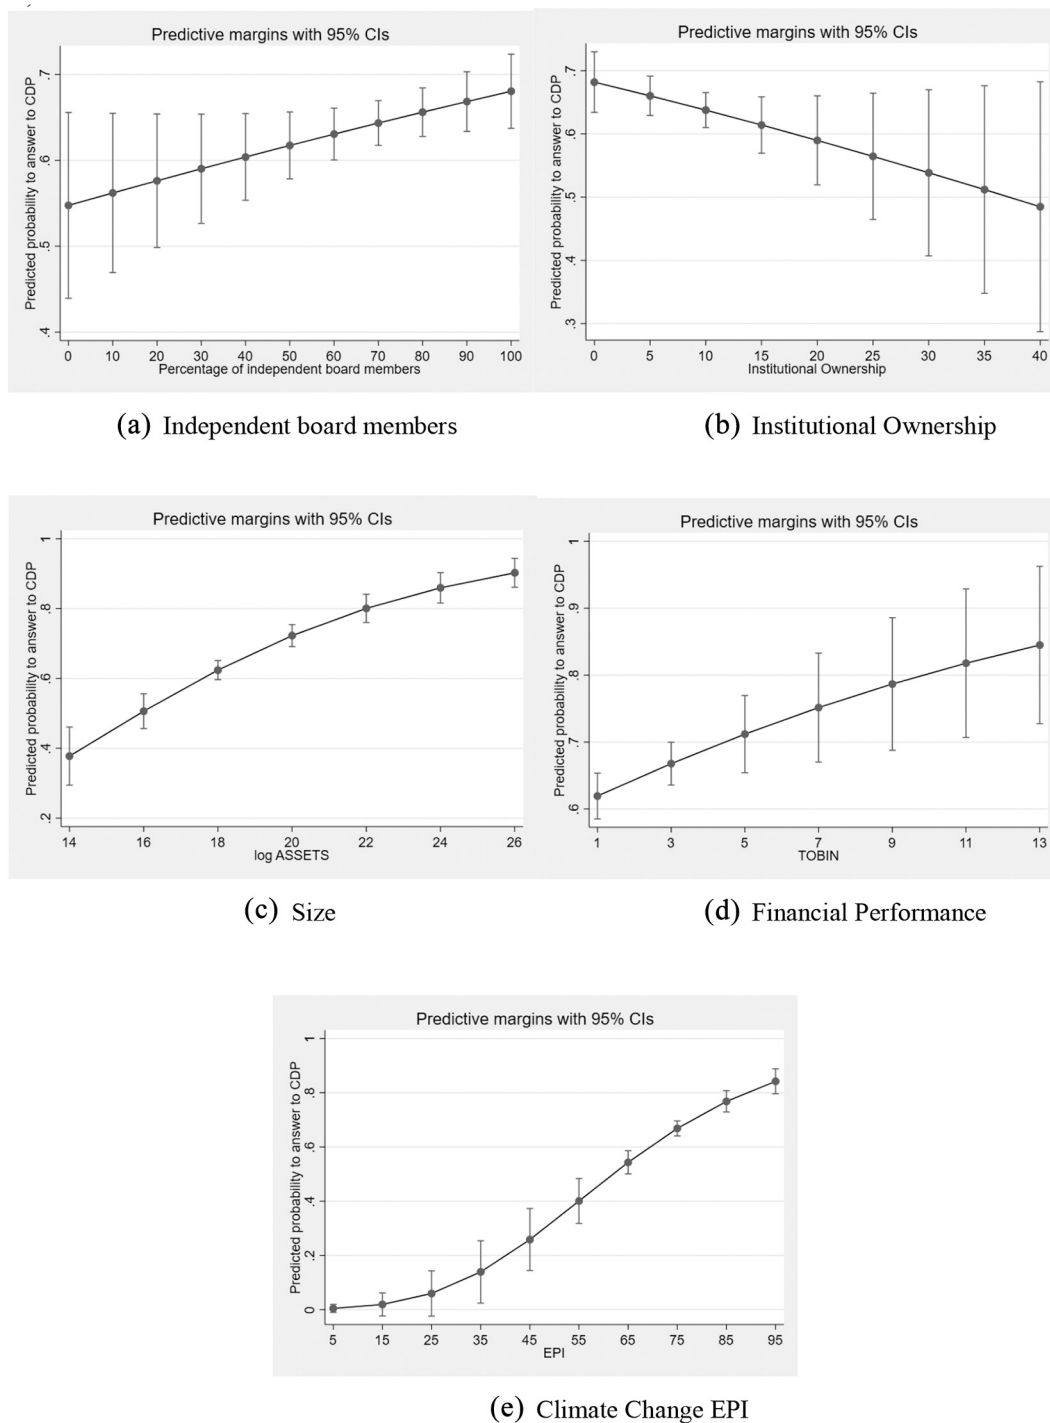 Predictive margins with 95% CIs
Predicted probability to answer to CDP
.7
.6
.5
.4
0 10 20 30 40 50 60 70 80 90 100
Percentage of independent board members
(a) Independent board members
Predictive margins with 95% CIs
Predicted probability to answer to CDP
.7
.6
.5
.4
.3
0 5 10 15 20 25 30 35 40
Institutional Ownership
(b) Institutional Ownership
Predictive margins with 95% CIs
Predicted probability to answer to CDP
1
.8
.6
.4
.2
14 16 18 20 22 24 26
log ASSETS
(c) Size
Predictive margins with 95% CIs
Predicted probability to answer to CDP
1
.9
.8
.7
.6
1 3 5 7 9 11 13
TOBIN
(d) Financial Performance
Predictive margins with 95% CIs
Predicted probability to answer to CDP
1
.8
.6
.4
.2
0
5 15 25 35 45 55 65 75 85 95
EPI
(e) Climate Change EPI